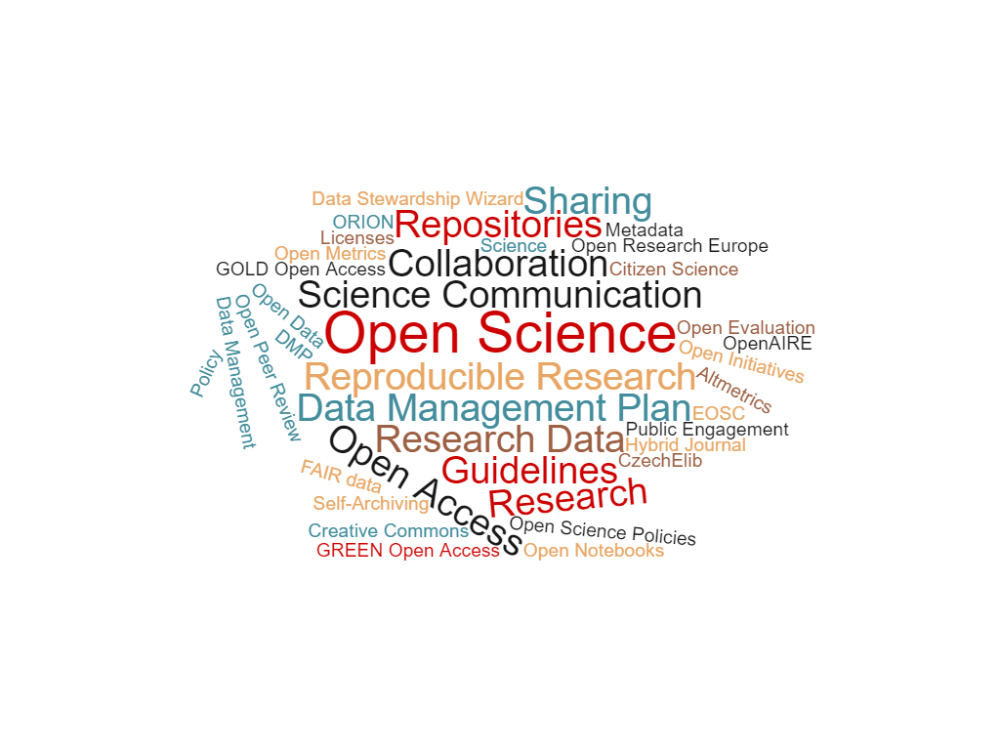 Data Stewardship Wizard
Sharing
ORION
Repositories
Metadata
Licenses
Science
Open Research Europe
Open Metrics
Collaboration
GOLD Open Access
Citizen Science
Science Communication
Open Data
Open Science
Open Evaluation
DMP
OpenAIRE
Open Initiatives
Data Management
Open Peer Review
Policy
Reproducible Research
Altmetrics
Data Management Plan
EOSC
Public Engagement
Research Data
Hybrid Journal
CzechElib
Open Access
Guidelines
FAIR data
Research
Self-Archiving
Creative Commons
Open Science Policies
GREEN Open Access
Open Notebooks